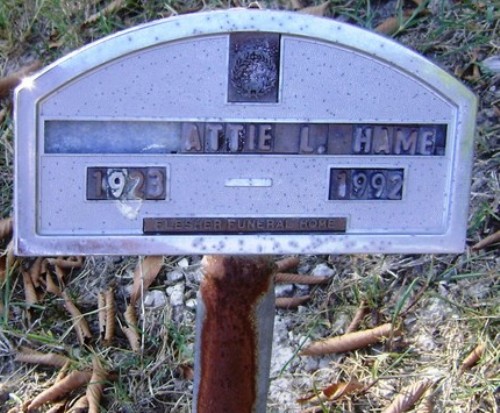 ATTIE L. HAME
1923 1992
FLESHER FUNERAL HOME